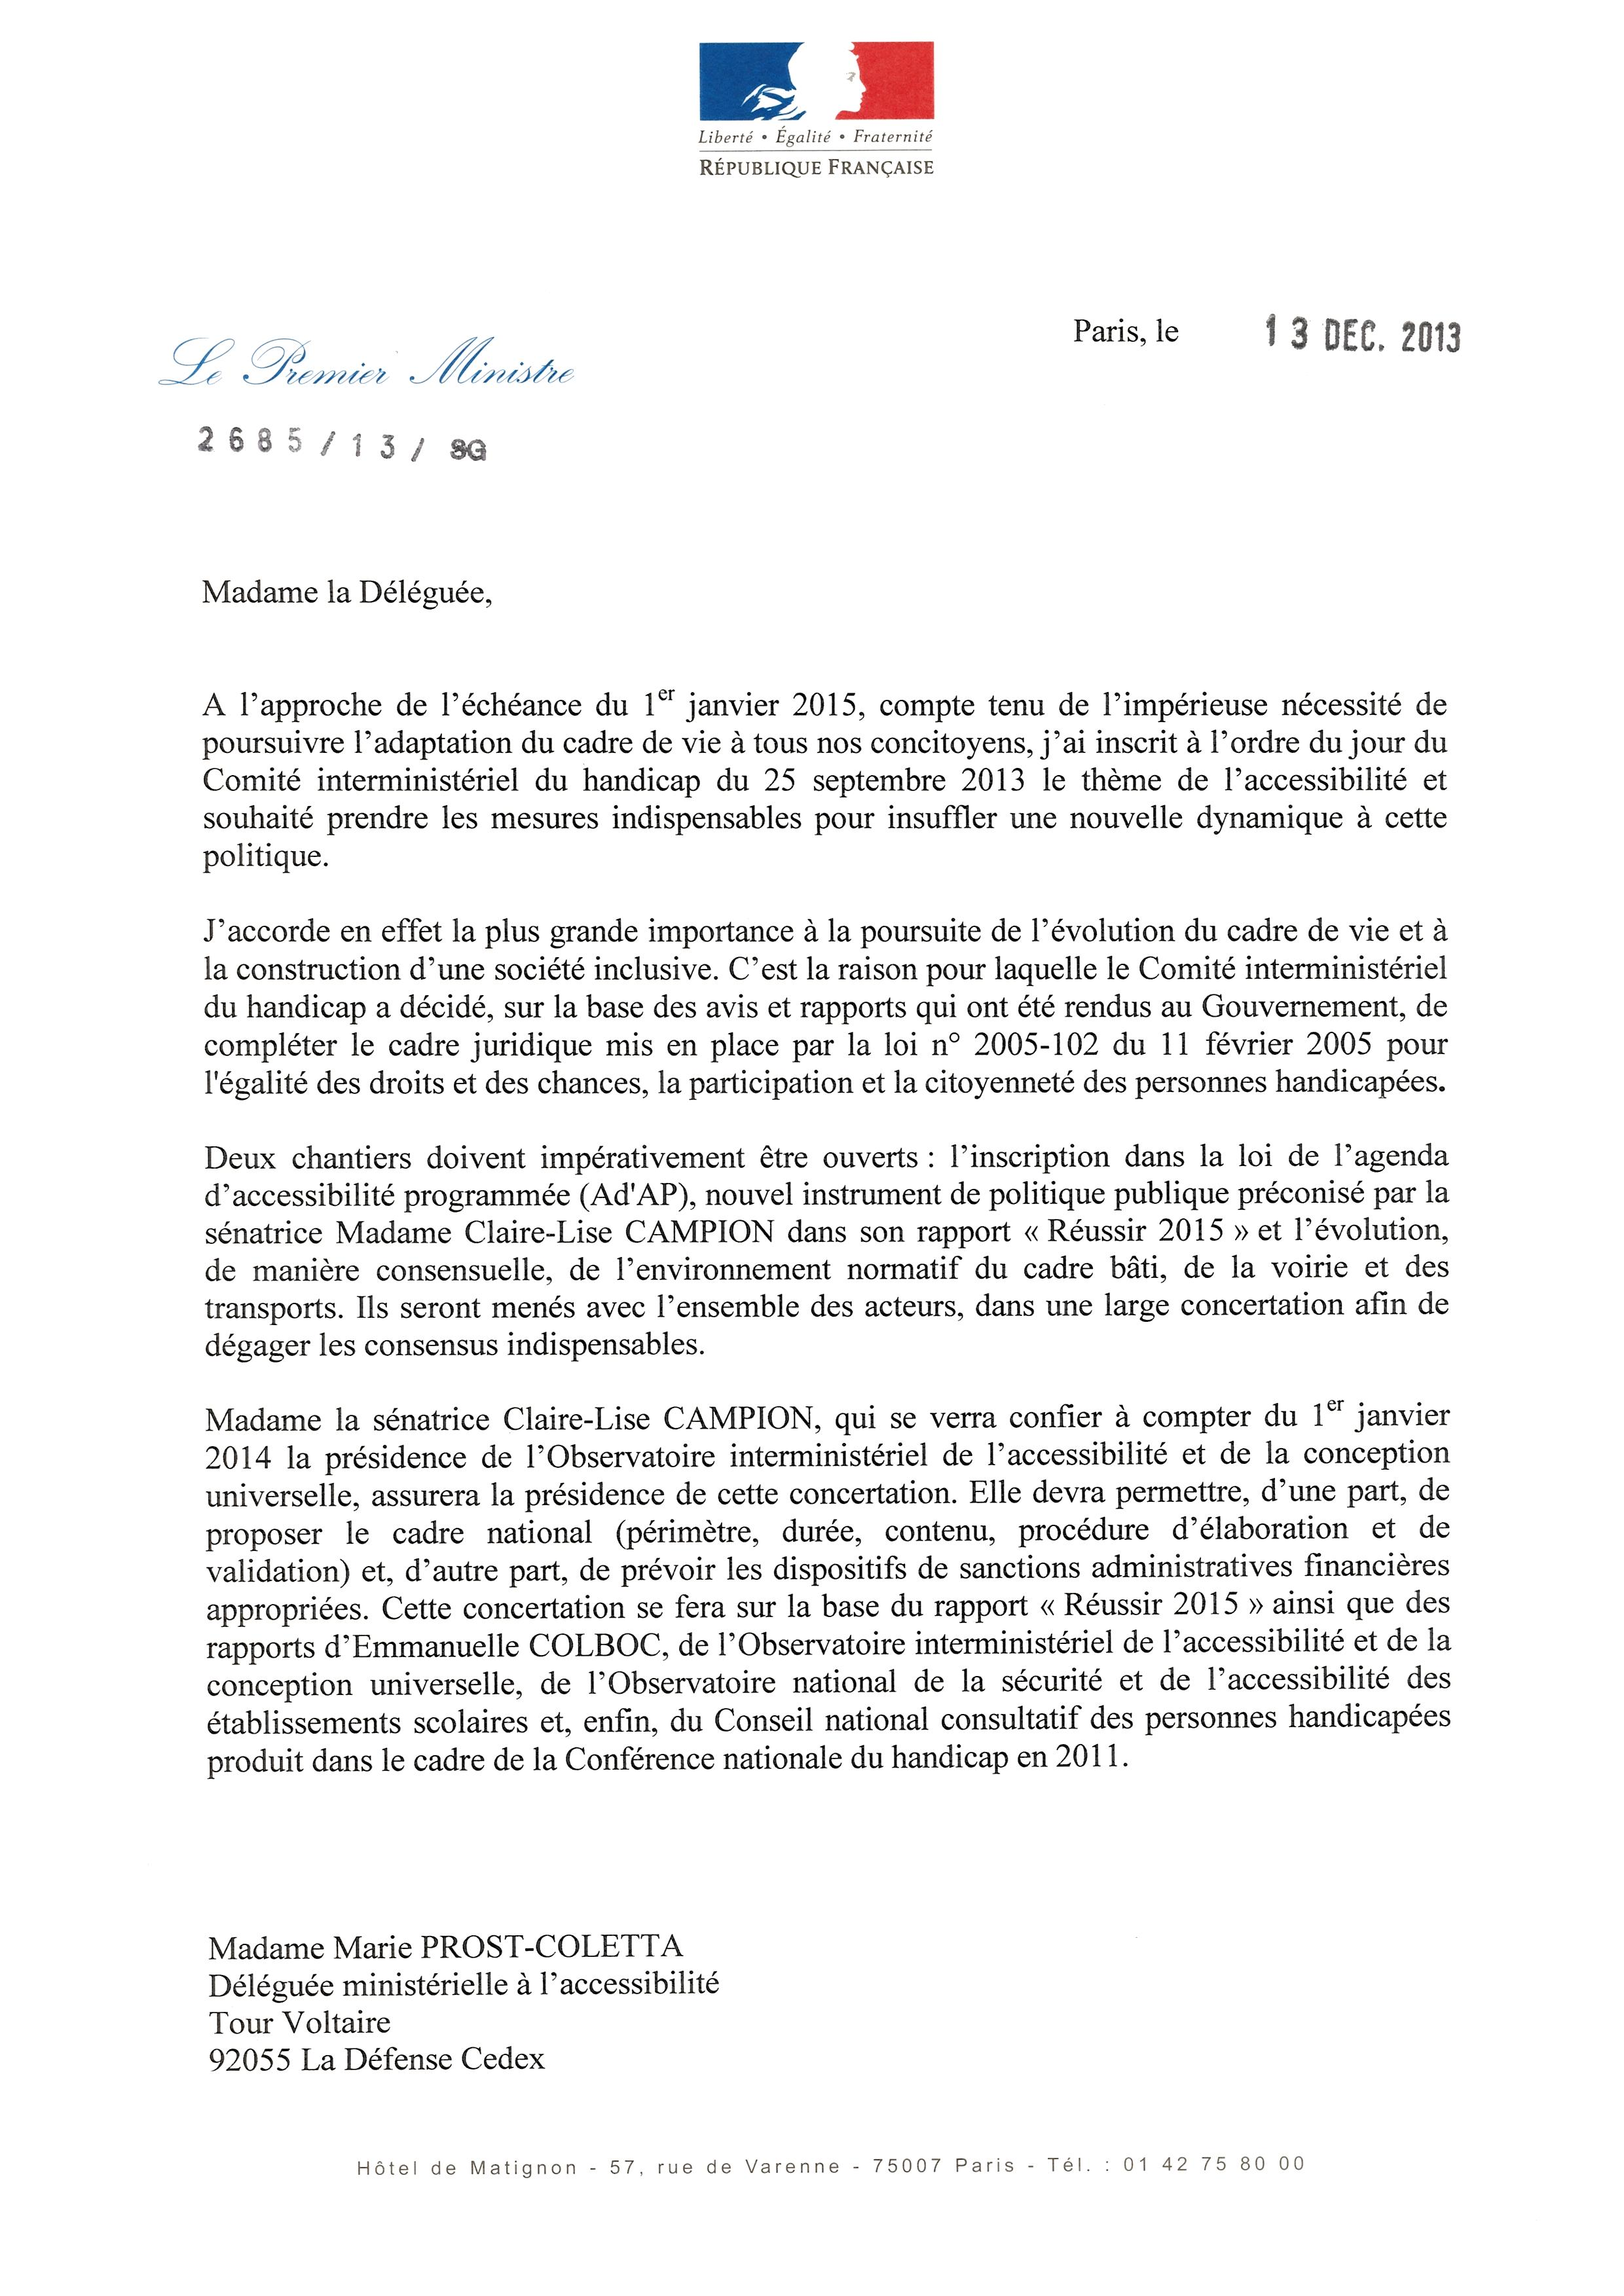 Liberté • Égalité • Fraternité
RÉPUBLIQUE FRANÇAISE
Paris, le 13 DEC. 2013
Le Premier Ministre
2685/13/ SG
Madame la Déléguée,
A l’approche de l’échéance du 1er janvier 2015, compte tenu de l’impérieuse nécessité de
poursuivre l’adaptation du cadre de vie à tous nos concitoyens, j’ai inscrit à l’ordre du jour du
Comité interministériel du handicap du 25 septembre 2013 le thème de l’accessibilité et
souhaité prendre les mesures indispensables pour insuffler une nouvelle dynamique à cette
politique.
J’accorde en effet la plus grande importance à la poursuite de l’évolution du cadre de vie et à
la construction d’une société inclusive. C’est la raison pour laquelle le Comité interministériel
du handicap a décidé, sur la base des avis et rapports qui ont été rendus au Gouvernement, de
compléter le cadre juridique mis en place par la loi n° 2005-102 du 11 février 2005 pour
l'égalité des droits et des chances, la participation et la citoyenneté des personnes handicapées.
Deux chantiers doivent impérativement être ouverts : l’inscription dans la loi de l’agenda
d’accessibilité programmée (Ad'AP), nouvel instrument de politique publique préconisé par la
sénatrice Madame Claire-Lise CAMPION dans son rapport « Réussir 2015 » et l’évolution,
de manière consensuelle, de l’environnement normatif du cadre bâti, de la voirie et des
transports. Ils seront menés avec l’ensemble des acteurs, dans une large concertation afin de
dégager les consensus indispensables.
Madame la sénatrice Claire-Lise CAMPION, qui se verra confier à compter du 1er janvier
2014 la présidence de l’Observatoire interministériel de l’accessibilité et de la conception
universelle, assurera la présidence de cette concertation. Elle devra permettre, d’une part, de
proposer le cadre national (périmètre, durée, contenu, procédure d’élaboration et de
validation) et, d’autre part, de prévoir les dispositifs de sanctions administratives financières
appropriées. Cette concertation se fera sur la base du rapport « Réussir 2015 » ainsi que des
rapports d’Emmanuelle COLBOC, de l’Observatoire interministériel de l’accessibilité et de la
conception universelle, de l’Observatoire national de la sécurité et de l’accessibilité des
établissements scolaires et, enfin, du Conseil national consultatif des personnes handicapées
produit dans le cadre de la Conférence nationale du handicap en 2011.
Madame Marie PROST-COLETTA
Déléguée ministérielle à l’accessibilité
Tour Voltaire
92055 La Défense Cedex
Hôtel de Matignon - 57, rue de Varenne - 75007 Paris - Tél. : 01 42 75 80 00